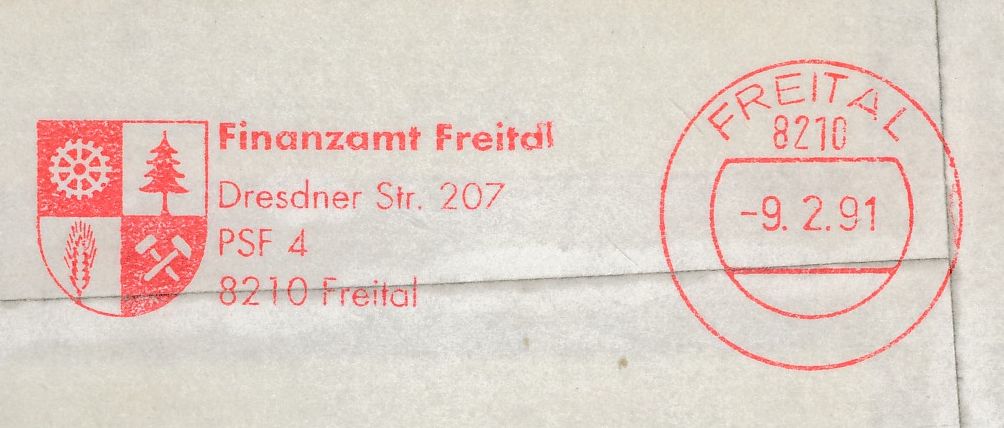 Finanzamt Freital
Dresdner Str. 207
PSF 4
8210 Freital
FREITAL
8210
-9. 2.91